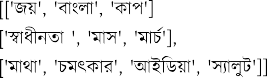 [['জয়', 'বাংলা', 'কাপ']
['স্বাধীনতা ', 'মাস', 'মার্চ'],
['মাথা', 'চমৎকার', 'আইডিয়া', 'স্যালুট']]